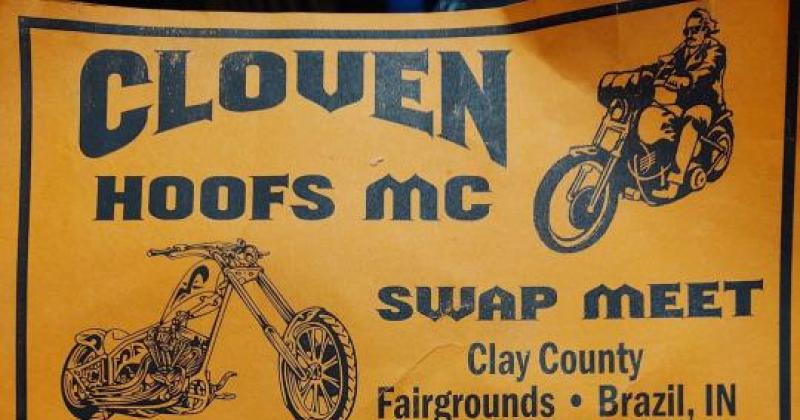 CLOVEN
HOOFS MC
SWAP MEET
Clay County
Fairgrounds • Brazil, IN